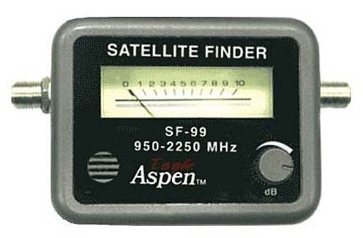 SATELLITE FINDER
0 1 2 3 4 5 6 7 8 9 10
SF-99
950-2250 MHz
Eagle
Aspen™
dB